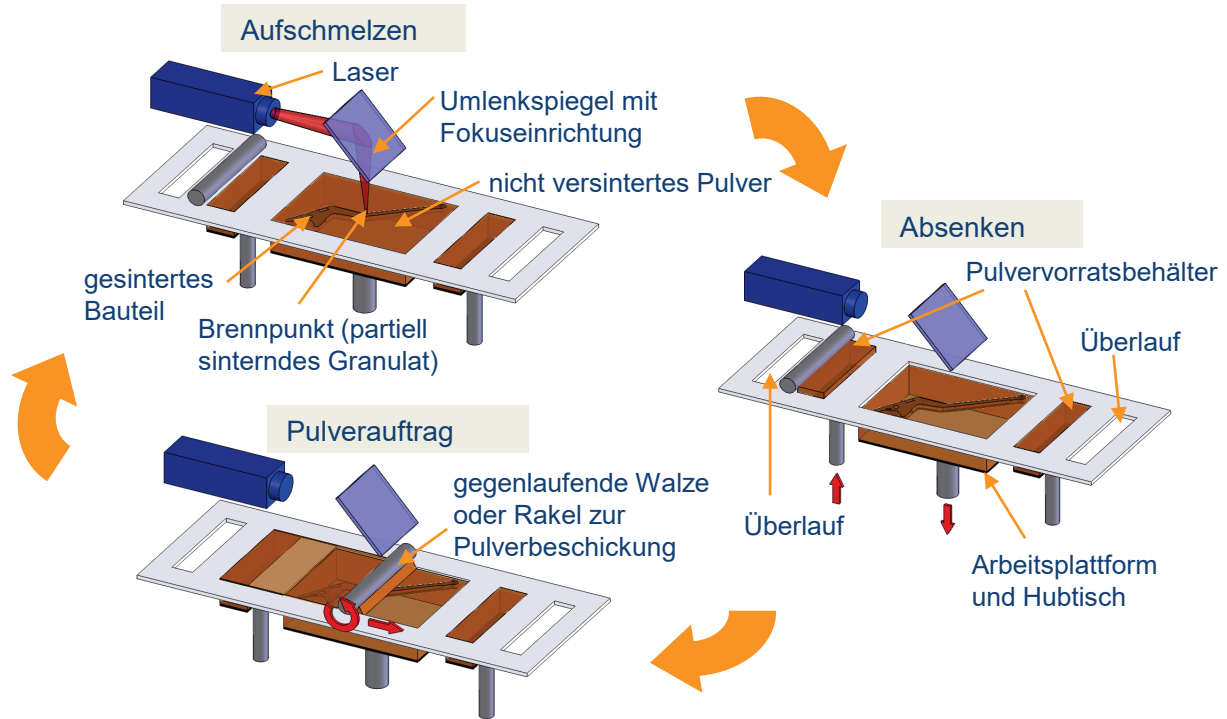 Aufschmelzen
Laser
Umlenkspiegel mit
Fokuseinrichtung
nicht versintertes Pulver
gesintertes
Bauteil
Brennpunkt (partiell
sinterndes Granulat)
Absenken
Pulvervorratsbehälter
Überlauf
Überlauf
Arbeitsplattform
und Hubtisch
Pulverauftrag
gegenlaufende Walze
oder Rakel zur
Pulverbeschickung